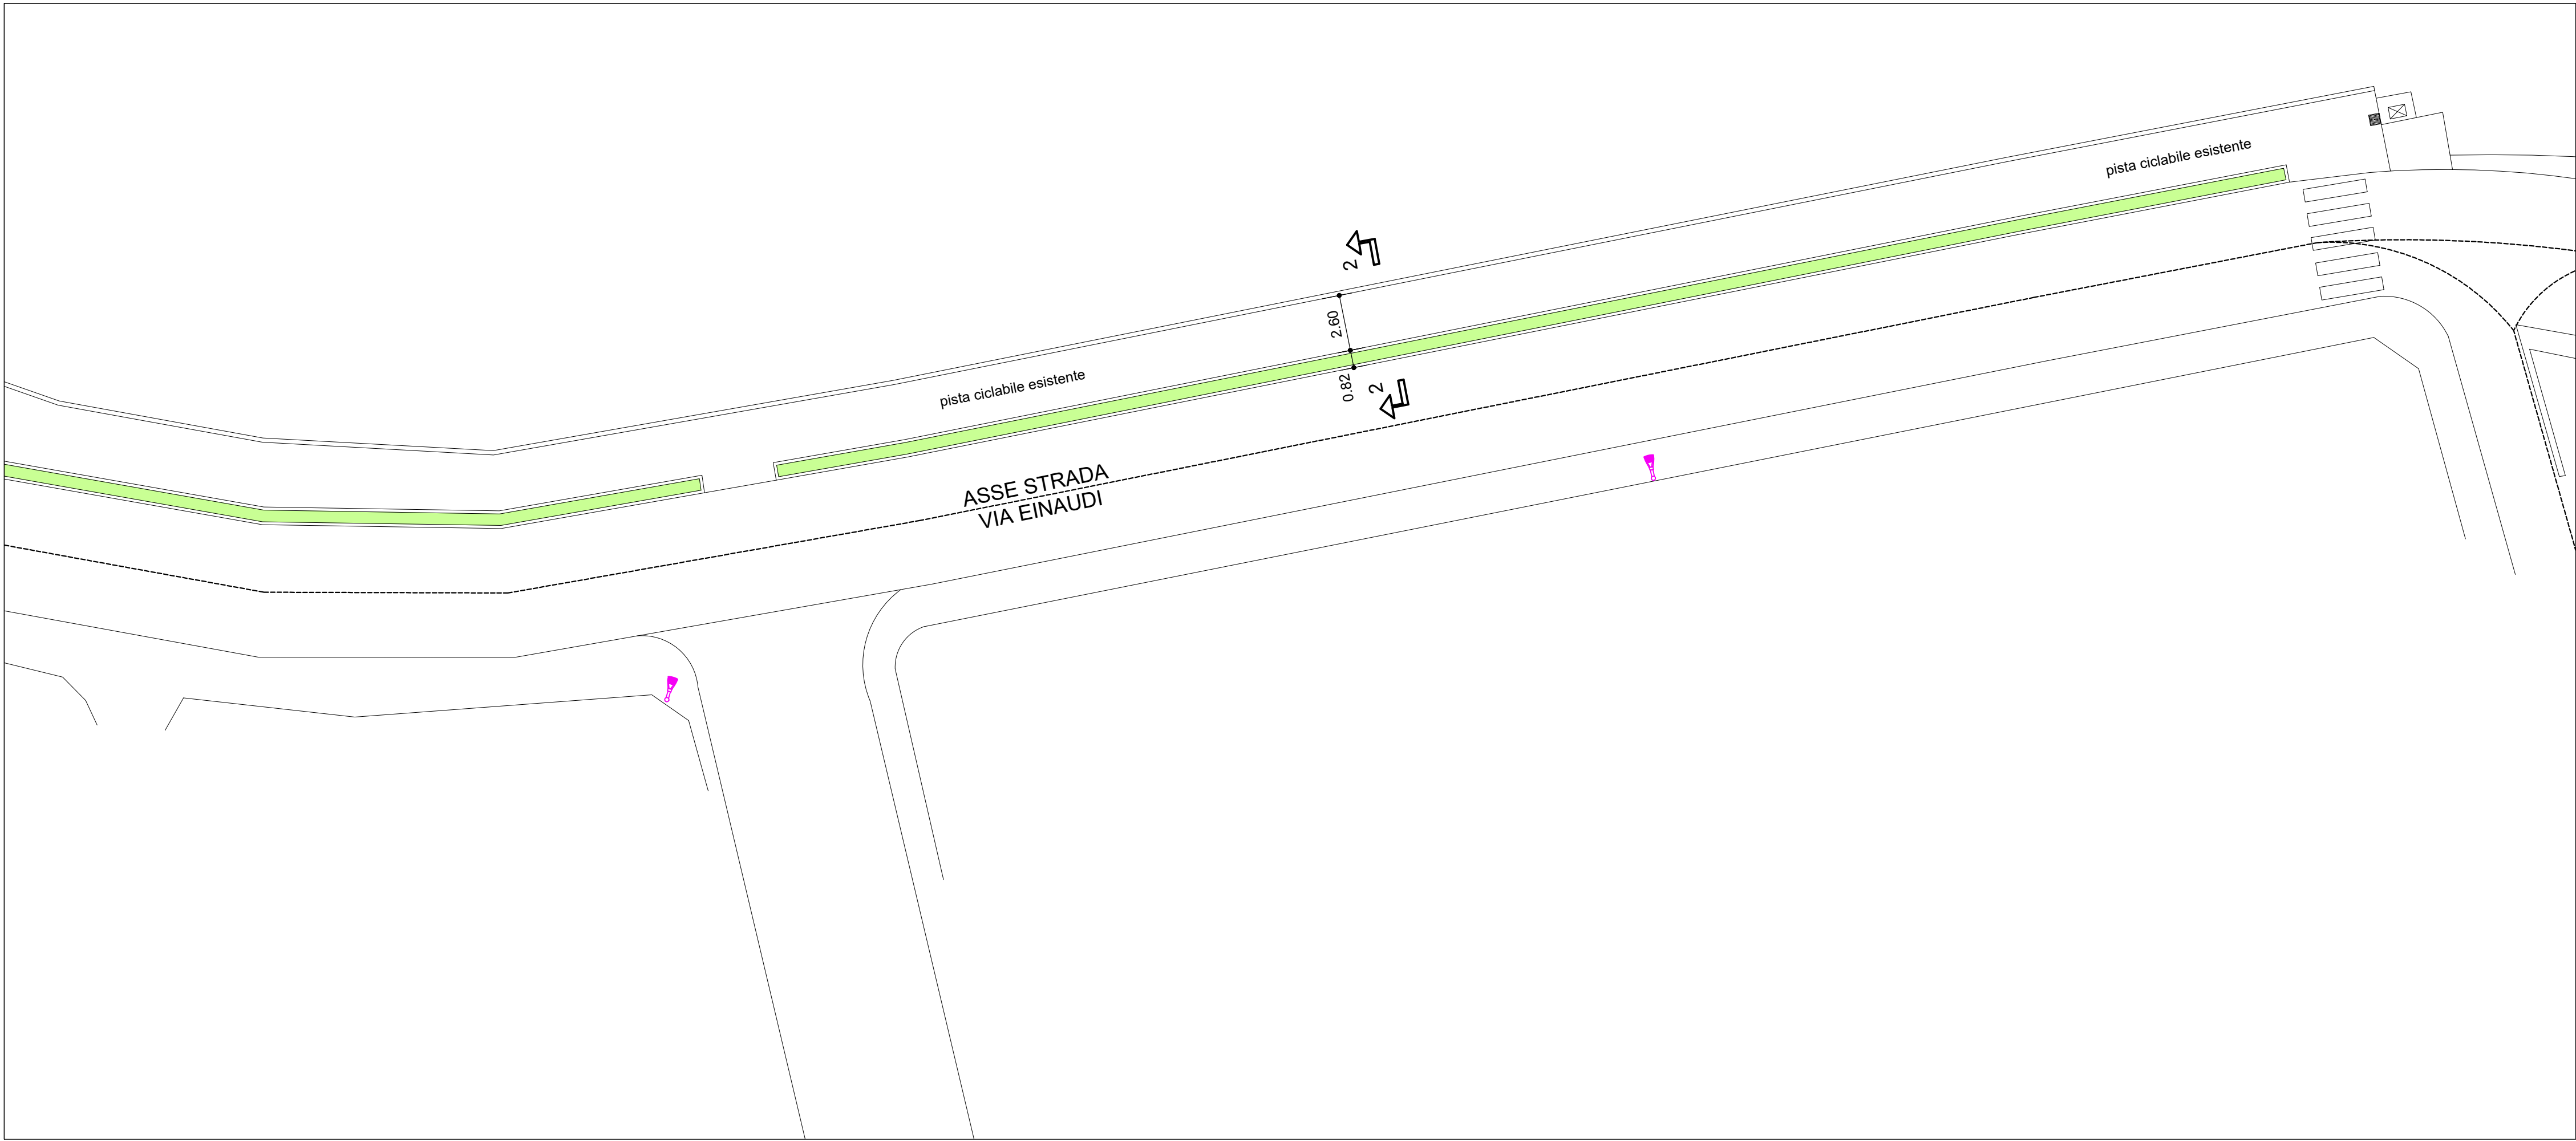 pista ciclabile esistente
2
2.60
pista ciclabile esistente
0.82
2
ASSE STRADA
VIA EINAUDI